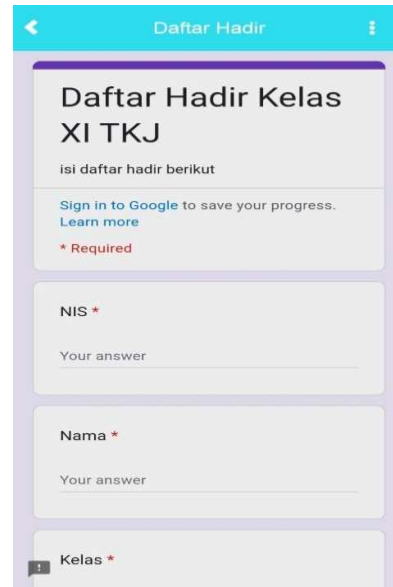 Daftar Hadir
Daftar Hadir Kelas
XI TKJ
isi daftar hadir berikut
Sign in to Google to save your progress.
Learn more
* Required
NIS *
Your answer
Nama *
Your answer
Kelas *